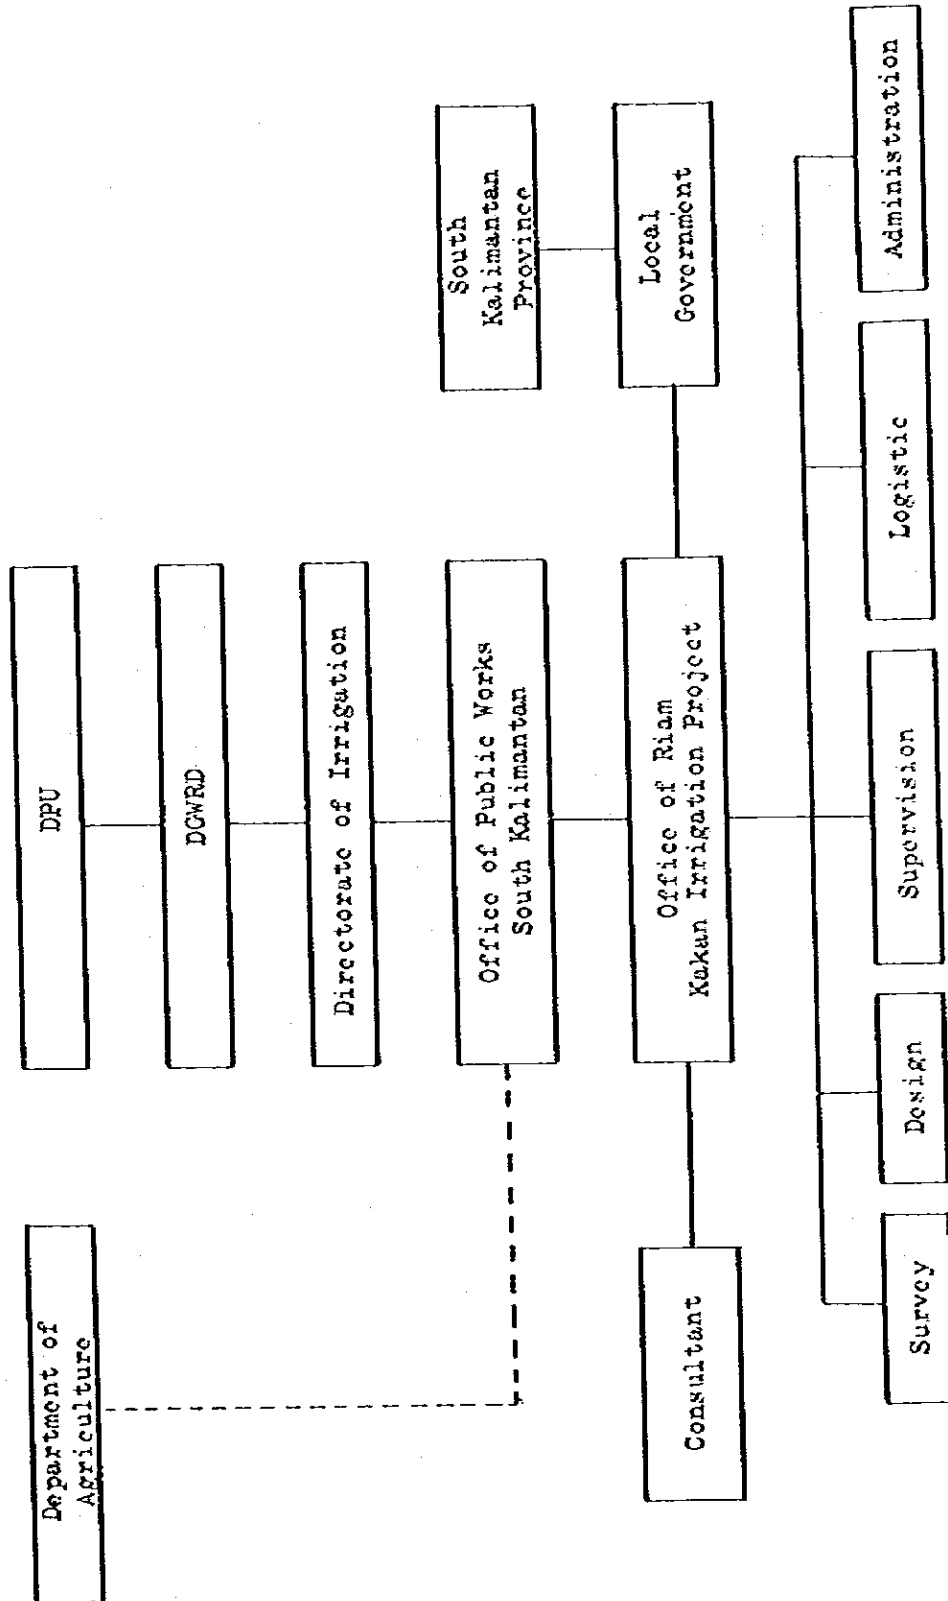 Department of
Agriculture
DPU
DGWRD
Directorate of Irrigation
Office of Public Works
South Kalimantan
South
Kalimantan
Province
Consultant
Office of Riam
Kakan Irrigation Project
Local
Government
Survey
Design
Supervision
Logistic
Administration